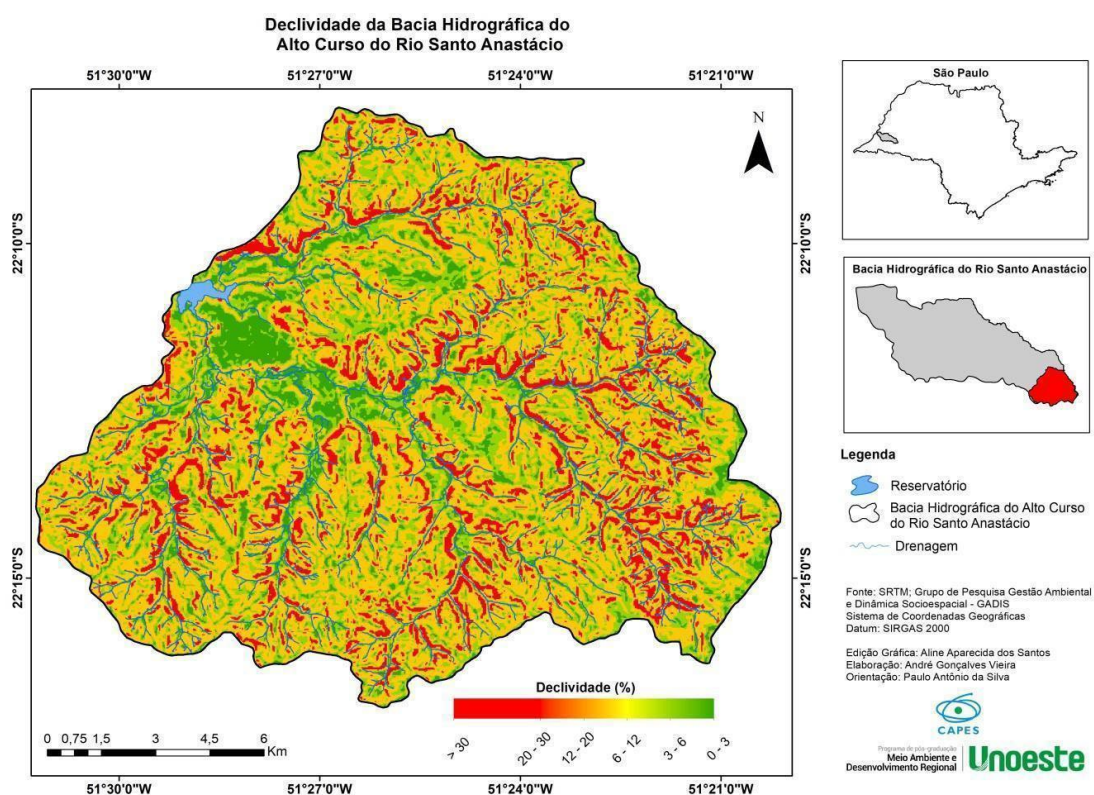 Declividade da Bacia Hidrográfica do
Alto Curso do Rio Santo Anastácio
51°30'0"W
51°27'0"W
51°24'0"W
51°21'0"W
22°10'0"S
22°15'0"S
N
22°10'0"S
22°15'0"S
Declividade (%)
> 30
20 - 30
12 - 20
6 - 12
3 - 6
0 - 3
0 0,75 1,5 3 4,5 6
Km
51°30'0"W
51°27'0"W
51°24'0"W
51°21'0"W
São Paulo
Bacia Hidrográfica do Rio Santo Anastácio
Legenda
Reservatório
Bacia Hidrográfica do Alto Curso
do Rio Santo Anastácio
Drenagem
Fonte: SRTM; Grupo de Pesquisa Gestão Ambiental
e Dinâmica Socioespacial - GADIS
Sistema de Coordenadas Geográficas
Datum: SIRGAS 2000
Edição Gráfica: Aline Aparecida dos Santos
Elaboração: André Gonçalves Vieira
Orientação: Paulo Antônio da Silva
CAPES
Programa de pós-graduação
Meio Ambiente e
Desenvolvimento Regional
Unoeste